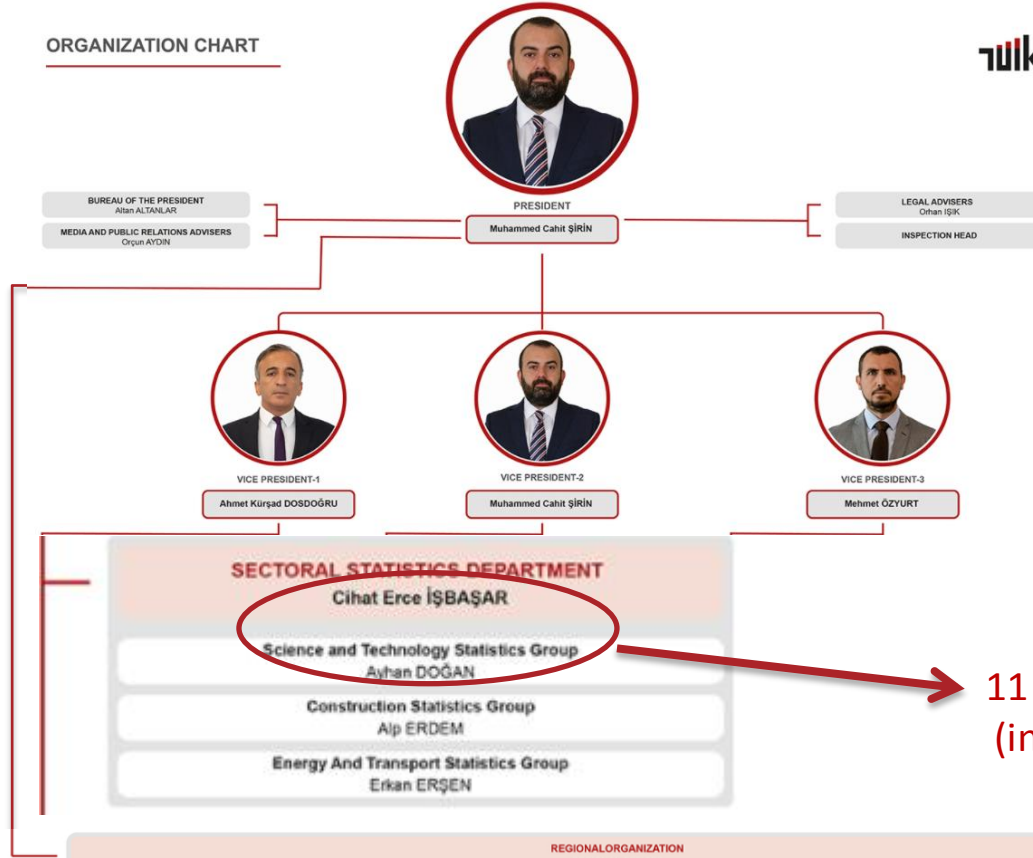 ORGANIZATION CHART
TÜİK
PRESIDENT
Muhammed Cahit ŞİRİN
BUREAU OF THE PRESIDENT
Altan ALTANLAR
MEDIA AND PUBLIC RELATIONS ADVISERS
Orçun AYDIN
LEGAL ADVISERS
Orhan IŞIK
INSPECTION HEAD
VICE PRESIDENT-1
Ahmet Kürşad DOSDOĞRU
VICE PRESIDENT-2
Muhammed Cahit ŞİRİN
VICE PRESIDENT-3
Mehmet ÖZYURT
SECTORAL STATISTICS DEPARTMENT
Cihat Erce İŞBAŞAR
Science and Technology Statistics Group
Ayhan DOĞAN
Construction Statistics Group
Alp ERDEM
Energy And Transport Statistics Group
Erkan ERŞEN
11
(in
REGIONALORGANIZATION